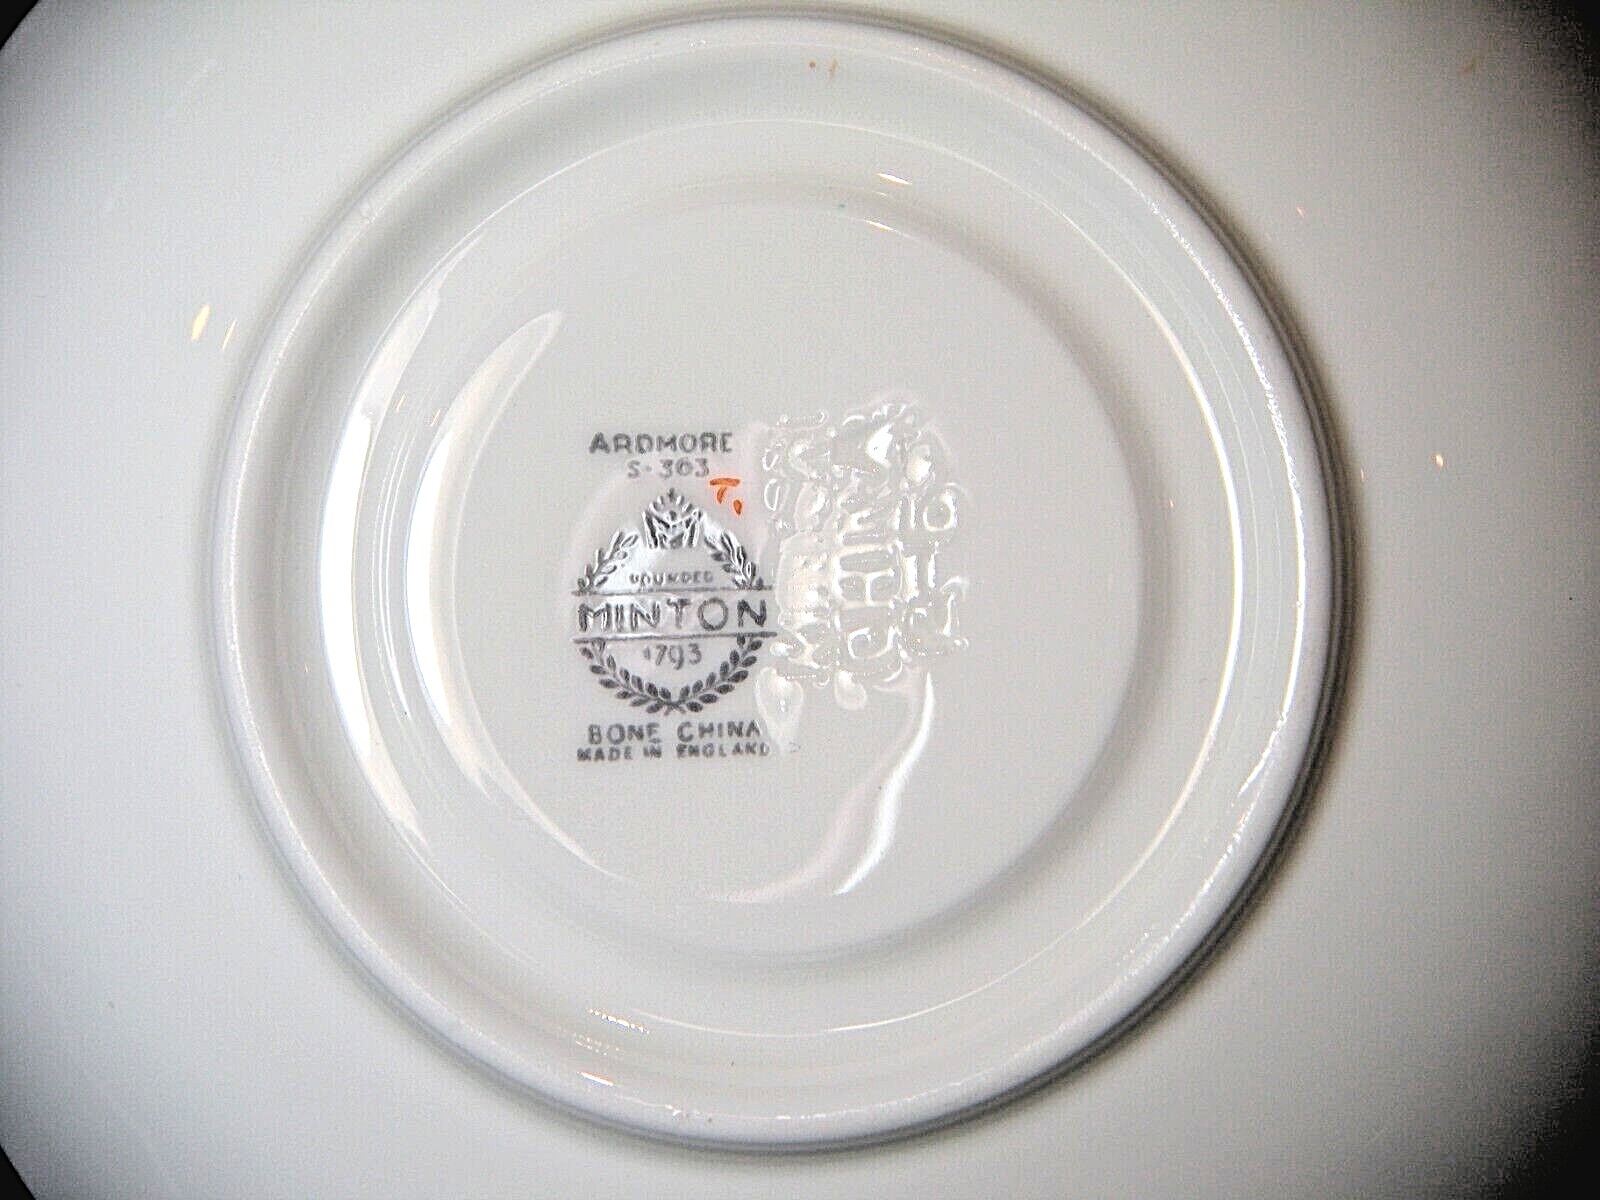 ARDMORE
S-363
T.
M
FOUNDED
MINTON
1793
BONE CHINA
MADE IN ENGLAND